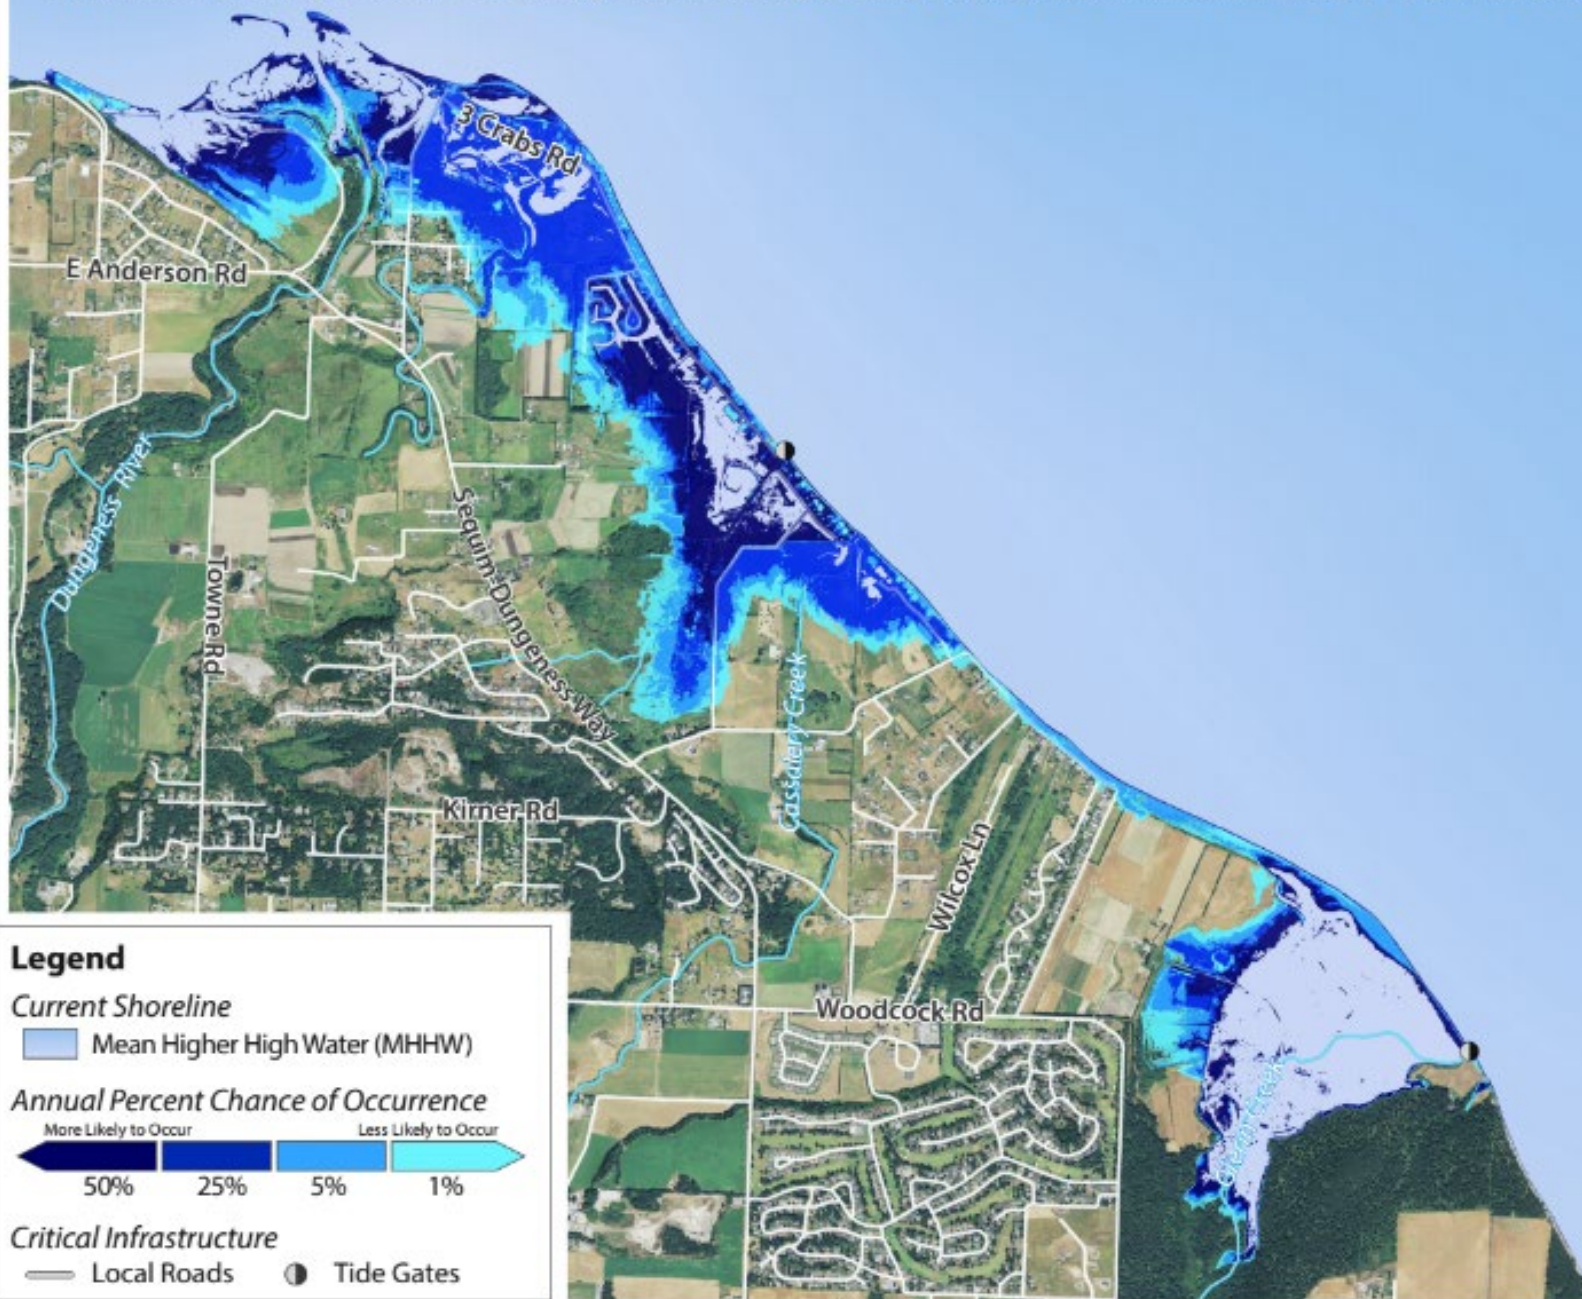 3 Crabs Rd
E Anderson Rd
Dungeness River
Sequim-Dungeness Way
Towne Rd
Cassalery Creek
Kirner Rd
Wilcox Ln
Woodcock Rd
Legend
Current Shoreline
Mean Higher High Water (MHHW)
Annual Percent Chance of Occurrence
More Likely to Occur Less Likely to Occur
50% 25% 5% 1%
Critical Infrastructure
Local Roads Tide Gates
Creek